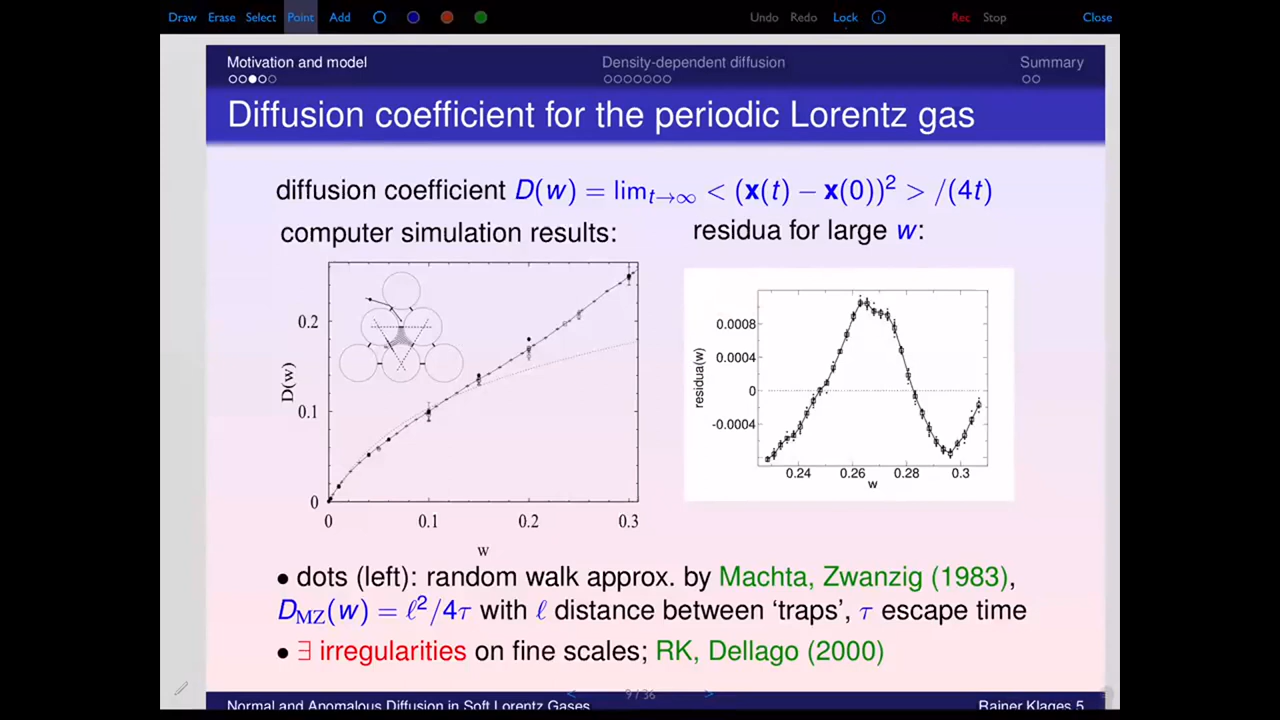 Draw Erase Select Point Add Undo Redo Lock Rec Stop Close
Motivation and model Density-dependent diffusion Summary
Diffusion coefficient for the periodic Lorentz gas
diffusion coefficient D(w) = lim_{t→∞} < (x(t) − x(0))² > /(4t)
computer simulation results: residua for large w:
D(w)
0.2
0.1
0
0 0.1 0.2 0.3
w
residua(w)
0.0008
0.0004
0
-0.0004
0.24 0.26 0.28 0.3
w
• dots (left): random walk approx. by Machta, Zwanzig (1983),
D_MZ(w) = ℓ²/4τ with ℓ distance between ‘traps’, τ escape time
• ∃ irregularities on fine scales; RK, Dellago (2000)
< 9 / 36 >
Normal and Anomalous Diffusion in Soft Lorentz Gases Rainer Klages 5